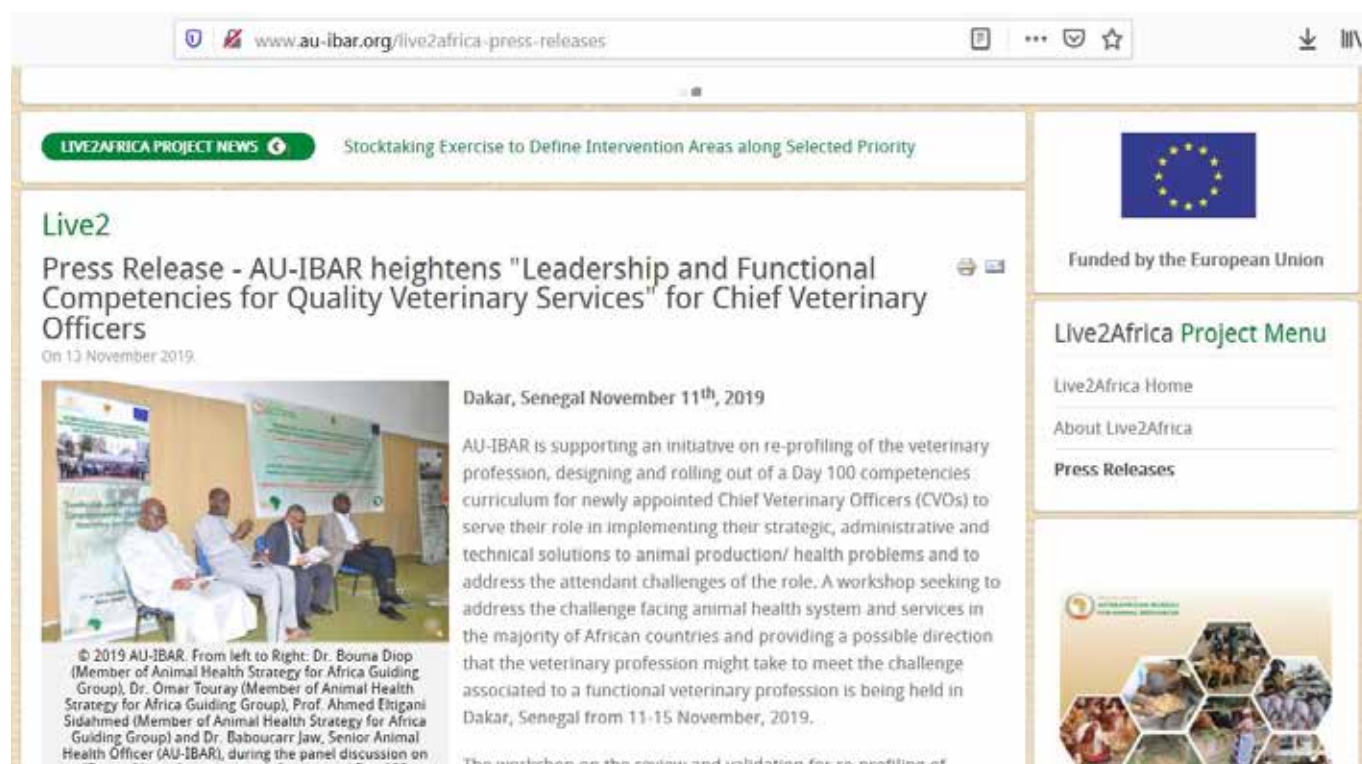 www.au-ibar.org/live2africa-press-releases
LIVE2AFRICA PROJECT NEWS
Stocktaking Exercise to Define Intervention Areas along Selected Priority
Live2
Press Release - AU-IBAR heightens "Leadership and Functional
Competencies for Quality Veterinary Services" for Chief Veterinary
Officers
On 13 November 2019.
© 2019 AU-IBAR. From left to Right: Dr. Bouna Diop
(Member of Animal Health Strategy for Africa Guiding
Group), Dr. Omar Touray (Member of Animal Health
Strategy for Africa Guiding Group), Prof. Ahmed Eltigani
Sidahmed (Member of Animal Health Strategy for Africa
Guiding Group) and Dr. Baboucarr Jaw, Senior Animal
Health Officer (AU-IBAR), during the panel discussion on
Dakar, Senegal November 11th, 2019
AU-IBAR is supporting an initiative on re-profiling of the veterinary
profession, designing and rolling out of a Day 100 competencies
curriculum for newly appointed Chief Veterinary Officers (CVOs) to
serve their role in implementing their strategic, administrative and
technical solutions to animal production/ health problems and to
address the attendant challenges of the role. A workshop seeking to
address the challenge facing animal health system and services in
the majority of African countries and providing a possible direction
that the veterinary profession might take to meet the challenge
associated to a functional veterinary profession is being held in
Dakar, Senegal from 11-15 November, 2019.
The workshop on the review and validation for re-profiling of
Funded by the European Union
Live2Africa Project Menu
Live2Africa Home
About Live2Africa
Press Releases